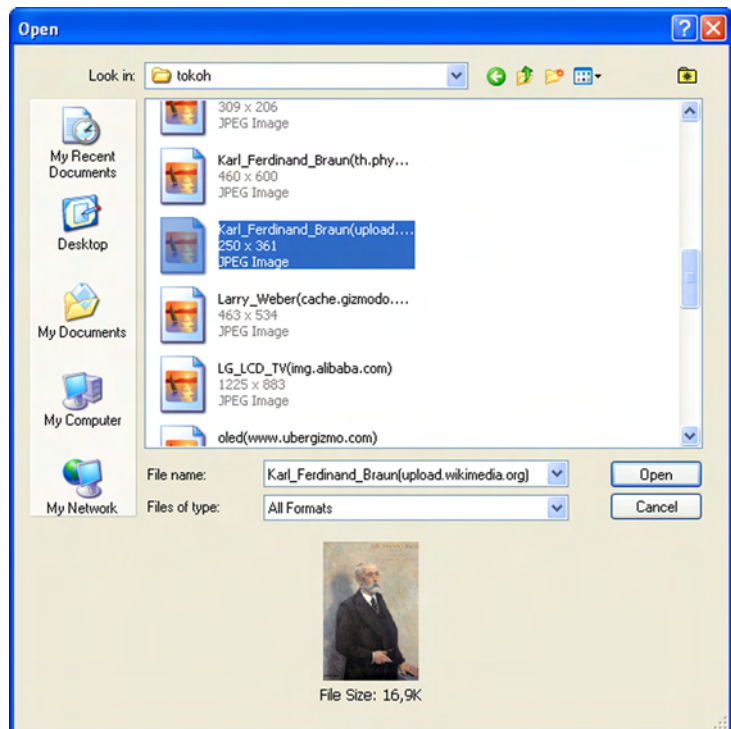 Open
Look in: tokoh
309 x 206
JPEG Image
Karl_Ferdinand_Braun(th.phy...
460 x 600
JPEG Image
Karl_Ferdinand_Braun(upload....
250 x 361
JPEG Image
Larry_Weber(cache.gizmodo....
463 x 534
JPEG Image
LG_LCD_TV(img.alibaba.com)
1225 x 883
JPEG Image
oled(www.ubergizmo.com)
My Recent
Documents
Desktop
My Documents
My Computer
My Network
File name: Karl_Ferdinand_Braun(upload.wikimedia.org) Open
Files of type: All Formats Cancel
File Size: 16,9K